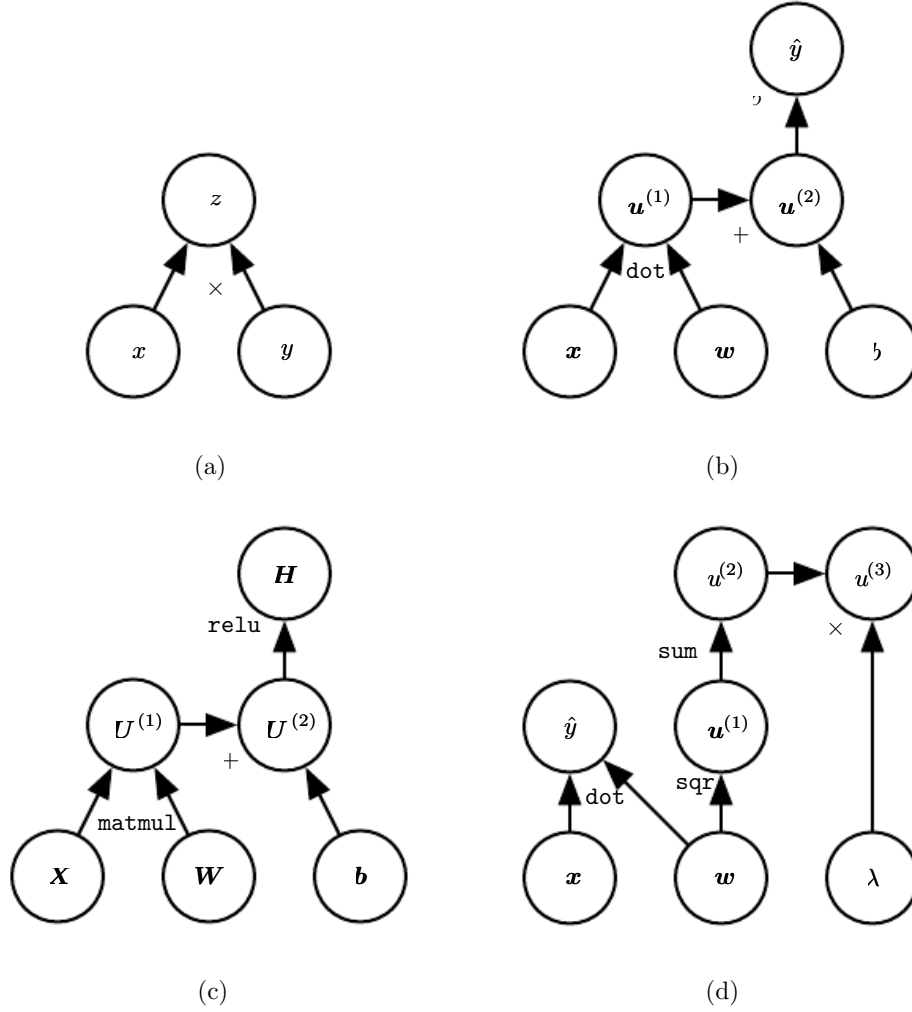 ŷ
z
u(1) u(2)
+
× dot
x y x w
(a) (b)
H
u(2) u(3)
relu
×
sum
U(1) U(2) ŷ u(1)
+
sqr
dot
matmul
X W b x w λ
(c) (d)